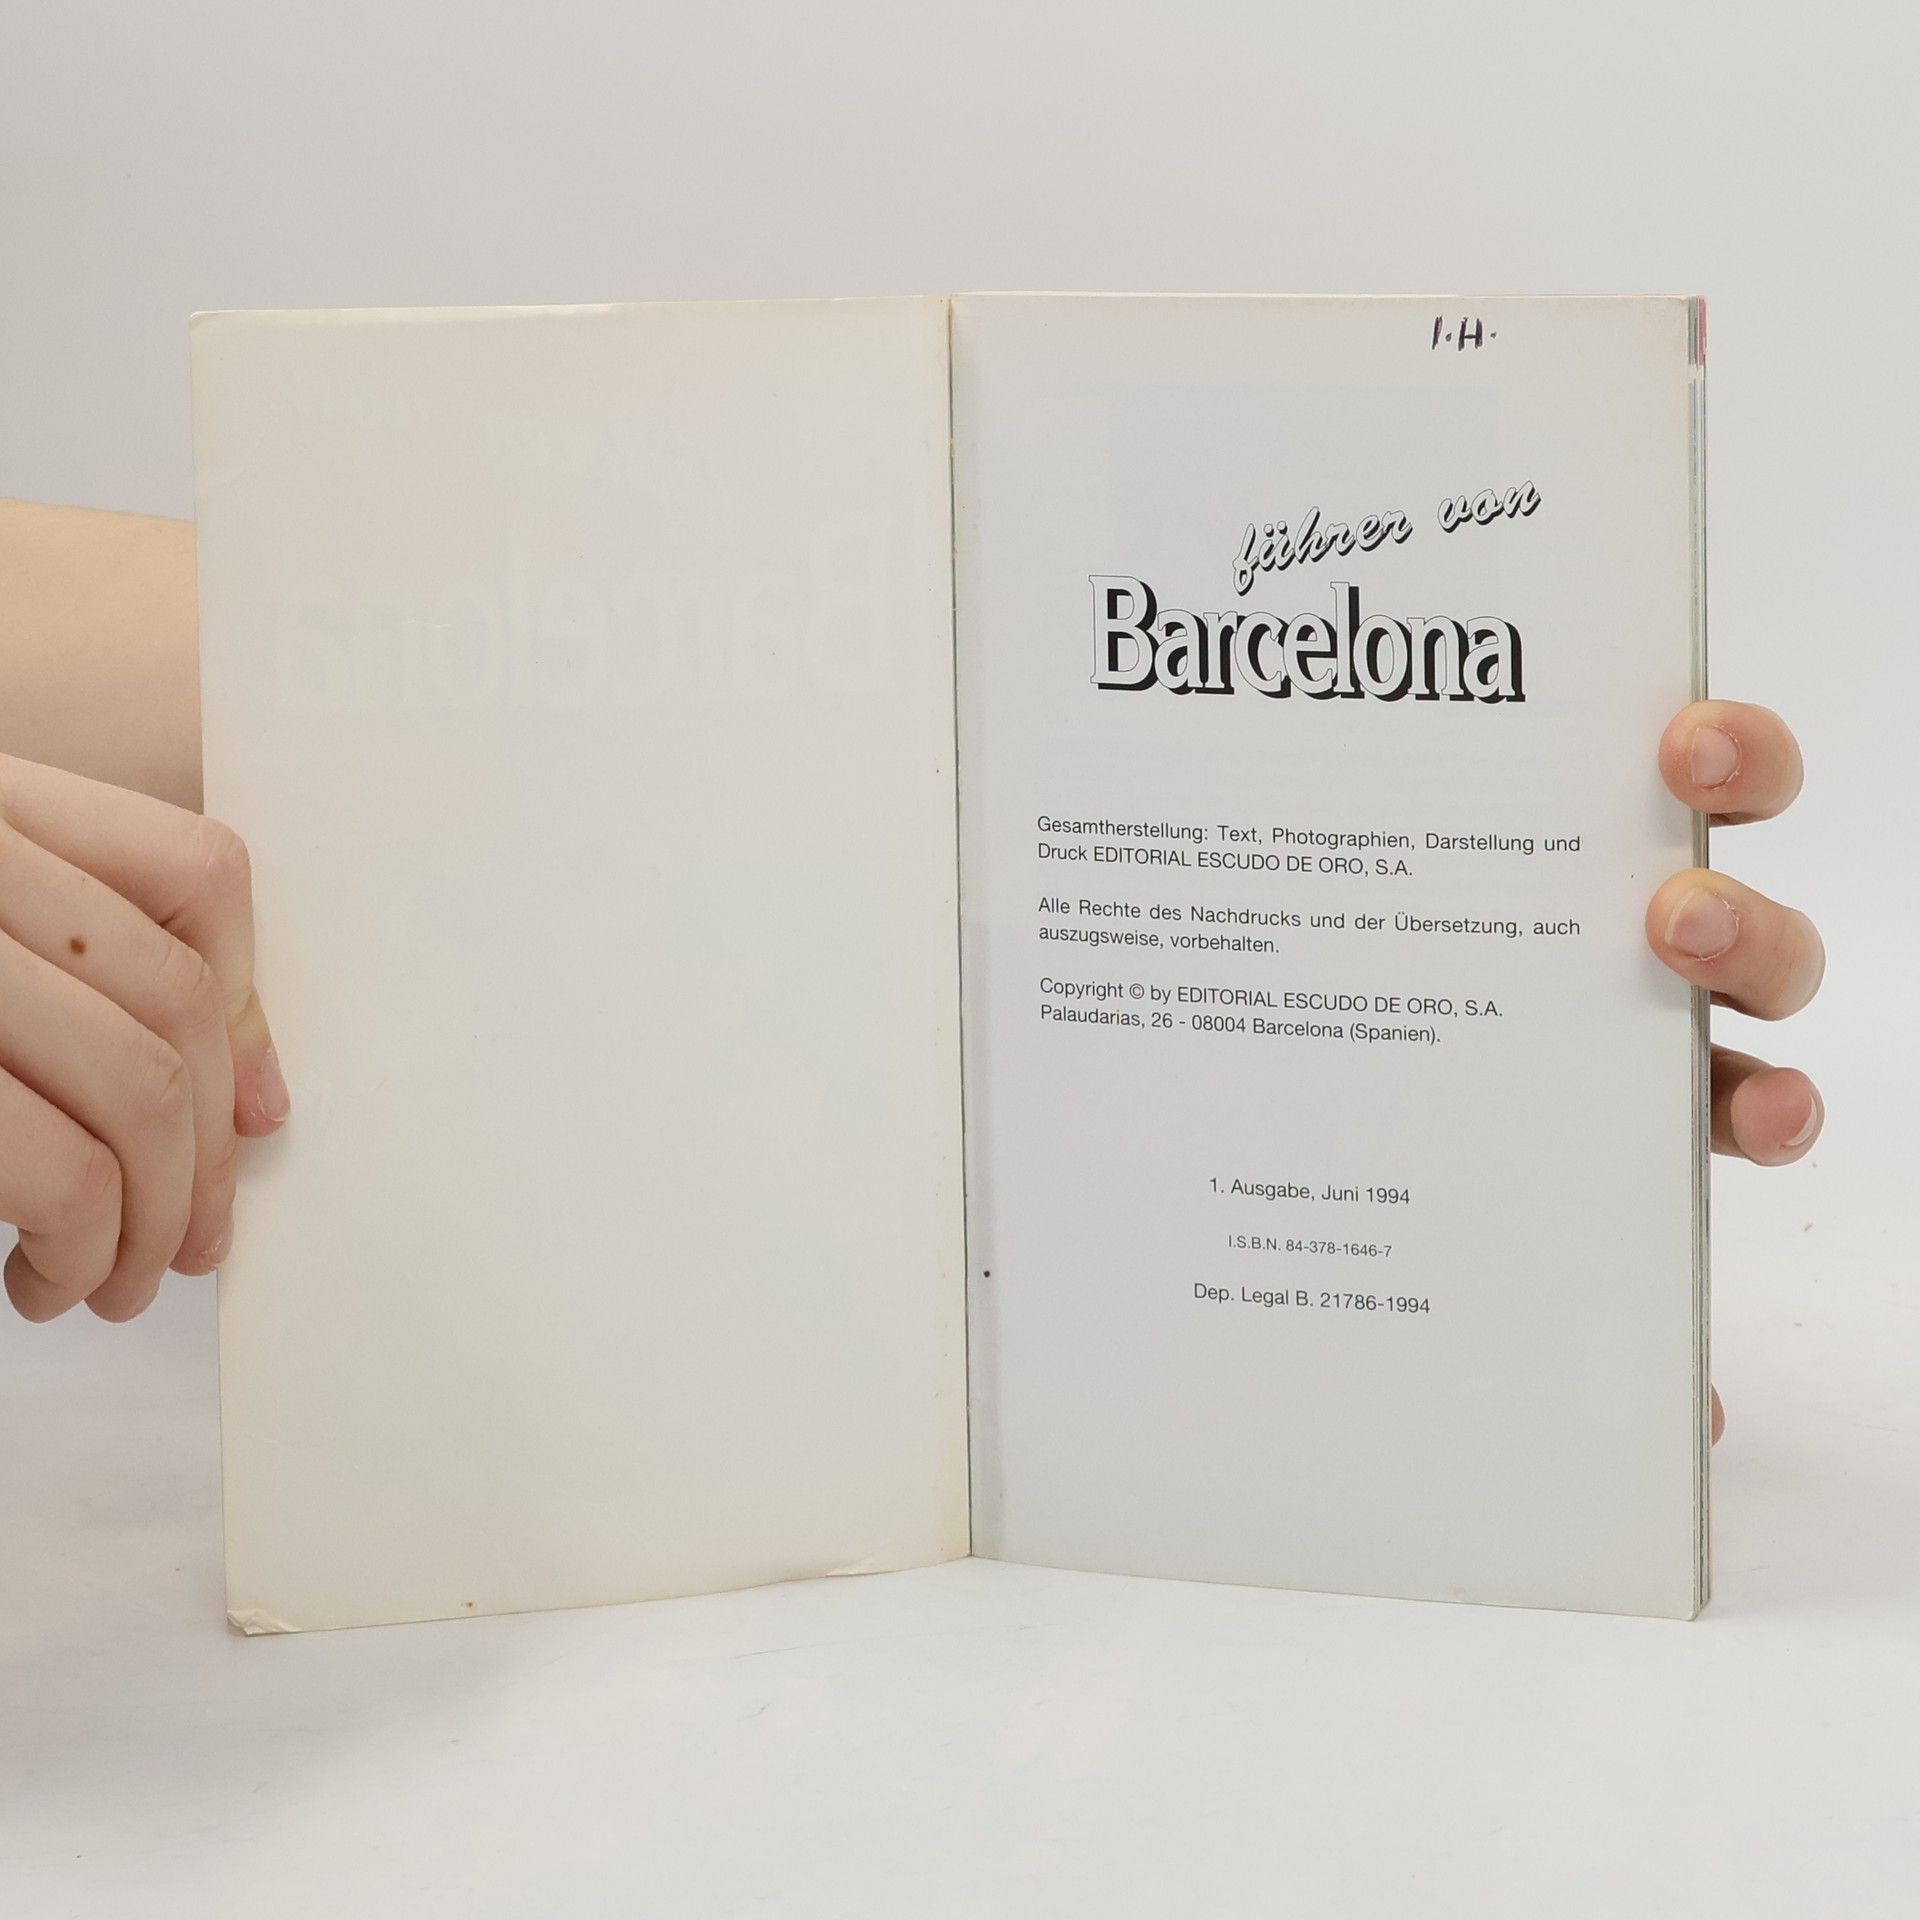 I.H.
führer von
Barcelona
Gesamtherstellung: Text, Photographien, Darstellung und
Druck EDITORIAL ESCUDO DE ORO, S.A.
Alle Rechte des Nachdrucks und der Übersetzung, auch
auszugsweise, vorbehalten.
Copyright © by EDITORIAL ESCUDO DE ORO, S.A.
Palaudarias, 26 - 08004 Barcelona (Spanien).
1. Ausgabe, Juni 1994
I.S.B.N. 84-378-1646-7
Dep. Legal B. 21786-1994